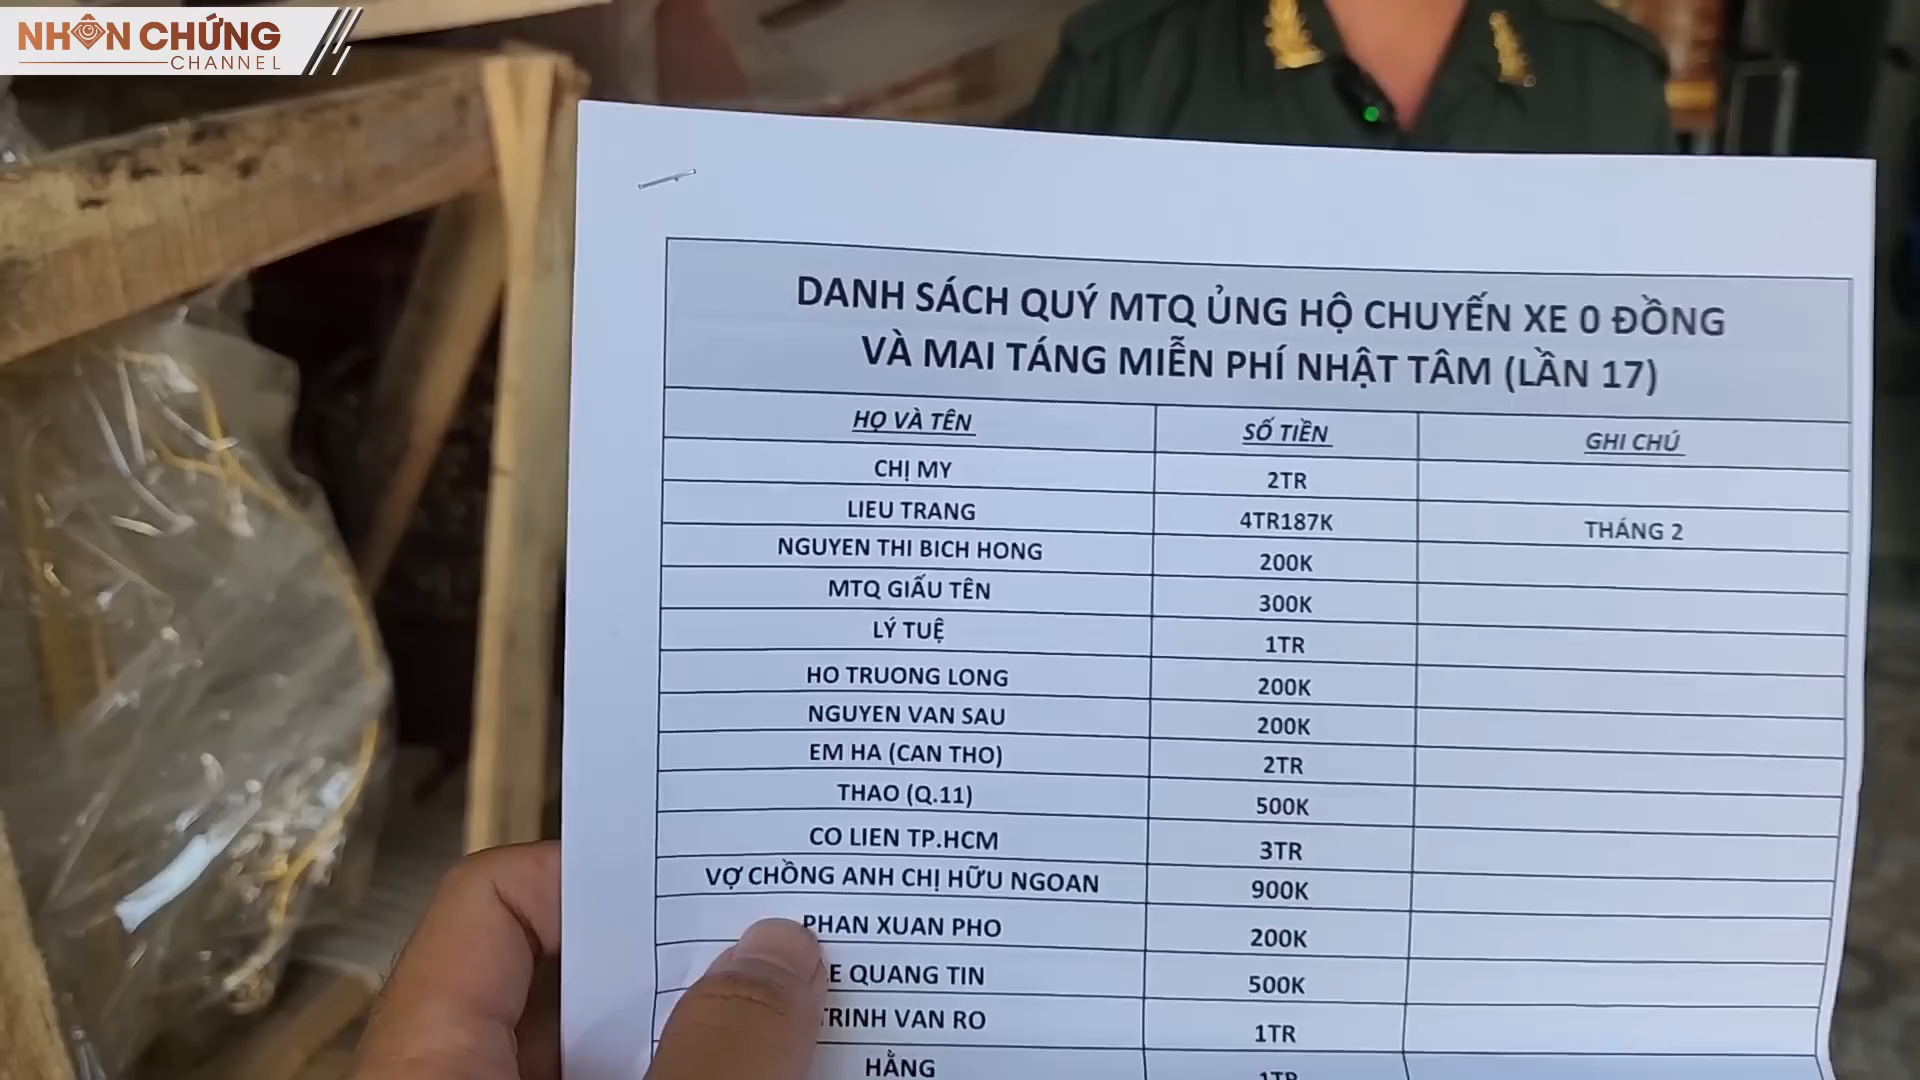 NHÂN CHỨNG
CHANNEL
DANH SÁCH QUÝ MTQ ỦNG HỘ CHUYẾN XE 0 ĐỒNG
VÀ MAI TÁNG MIỄN PHÍ NHẬT TÂM (LẦN 17)
HỌ VÀ TÊN SỐ TIỀN GHI CHÚ
CHỊ MY 2TR
LIEU TRANG 4TR187K THÁNG 2
NGUYEN THI BICH HONG 200K
MTQ GIẤU TÊN 300K
LÝ TUỆ 1TR
HO TRUONG LONG 200K
NGUYEN VAN SAU 200K
EM HA (CAN THO) 2TR
THAO (Q.11) 500K
CO LIEN TP.HCM 3TR
VỢ CHỒNG ANH CHỊ HỮU NGOAN 900K
PHAN XUAN PHO 200K
QUANG TIN 500K
TRINH VAN RO 1TR
HẰNG 1TR